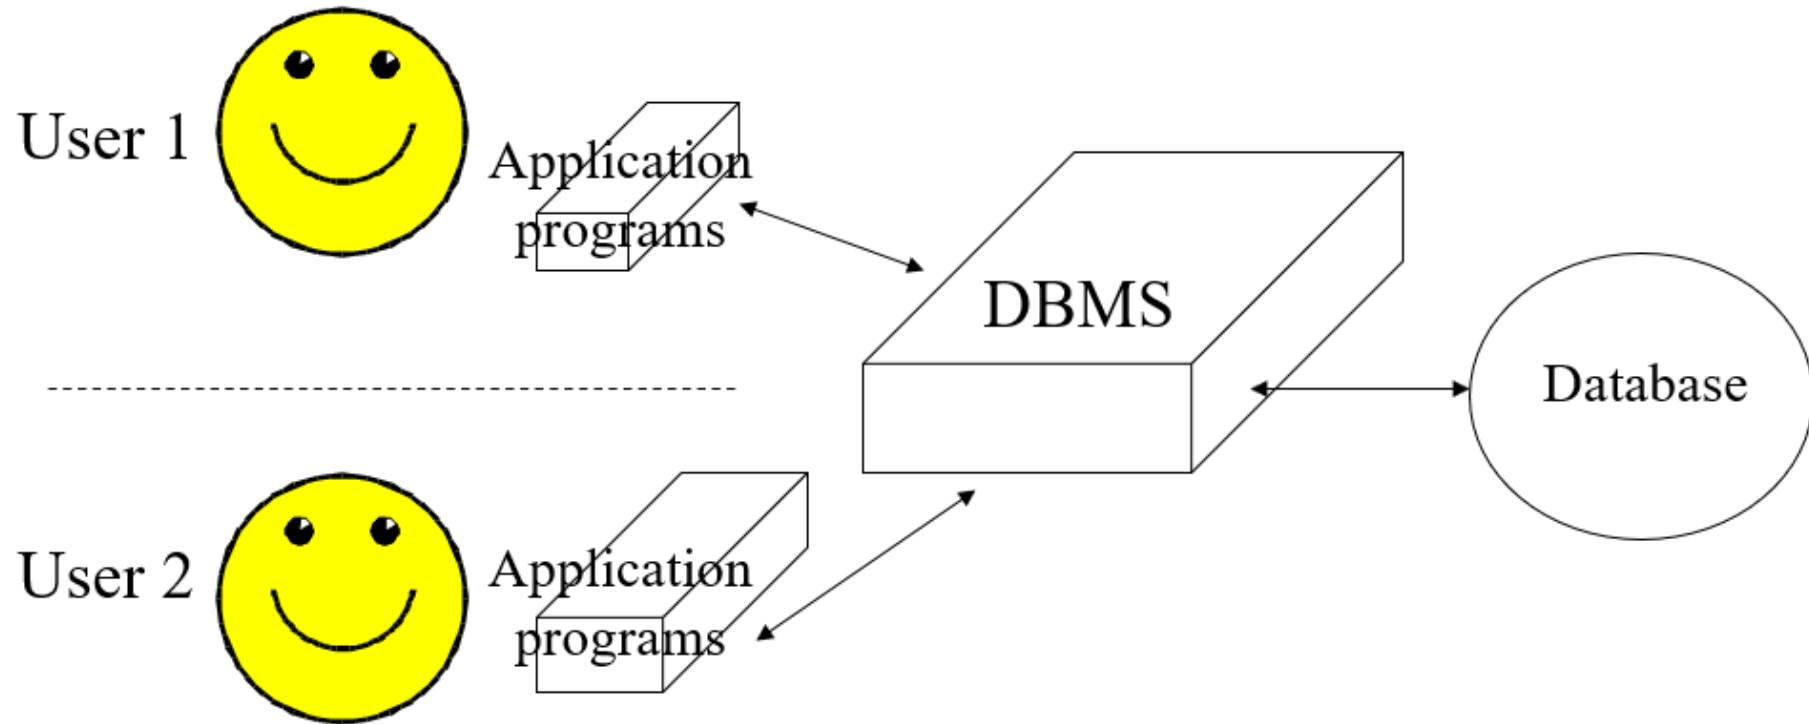 User 1
Application
programs
DBMS
Database
User 2
Application
programs